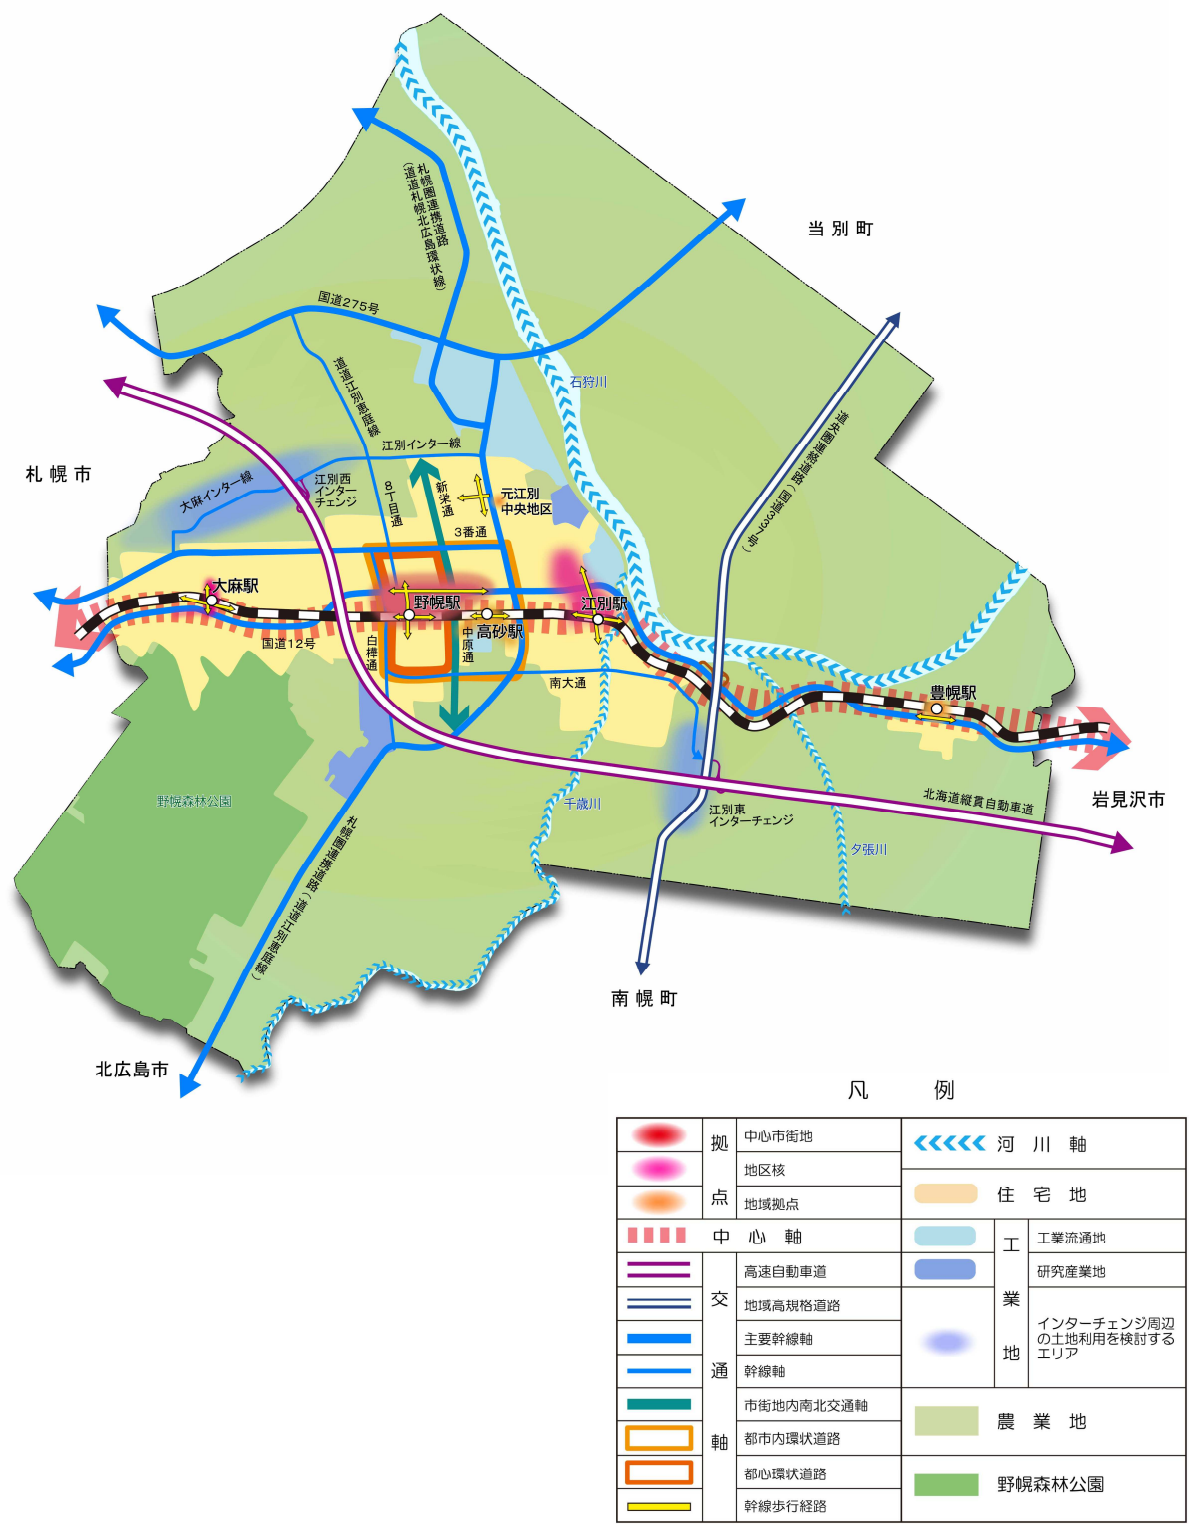 札幌圏連携道路
(道道札幌北広島環状線)
当別町
国道275号
道道江別恵庭線
石狩川
道央圏連絡道路(国道337号)
江別インター線
札幌市
大麻インター線
江別西
インター
チェンジ
8丁目通
新栄通
元江別
中央地区
3番通
大麻駅
野幌駅
江別駅
高砂駅
国道12号
白樺通
中原通
南大通
豊幌駅
野幌森林公園
千歳川
江別東
インターチェンジ
北海道縦貫自動車道
岩見沢市
夕張川
札幌圏連携道路(道道江別恵庭線)
南幌町
北広島市
凡例
拠点
中心市街地
地区核
地域拠点
中心軸
交通軸
高速自動車道
地域高規格道路
主要幹線軸
幹線軸
市街地内南北交通軸
都市内環状道路
都心環状道路
幹線歩行経路
河川軸
住宅地
工業地
工業流通地
研究産業地
インターチェンジ周辺
の土地利用を検討する
エリア
農業地
野幌森林公園